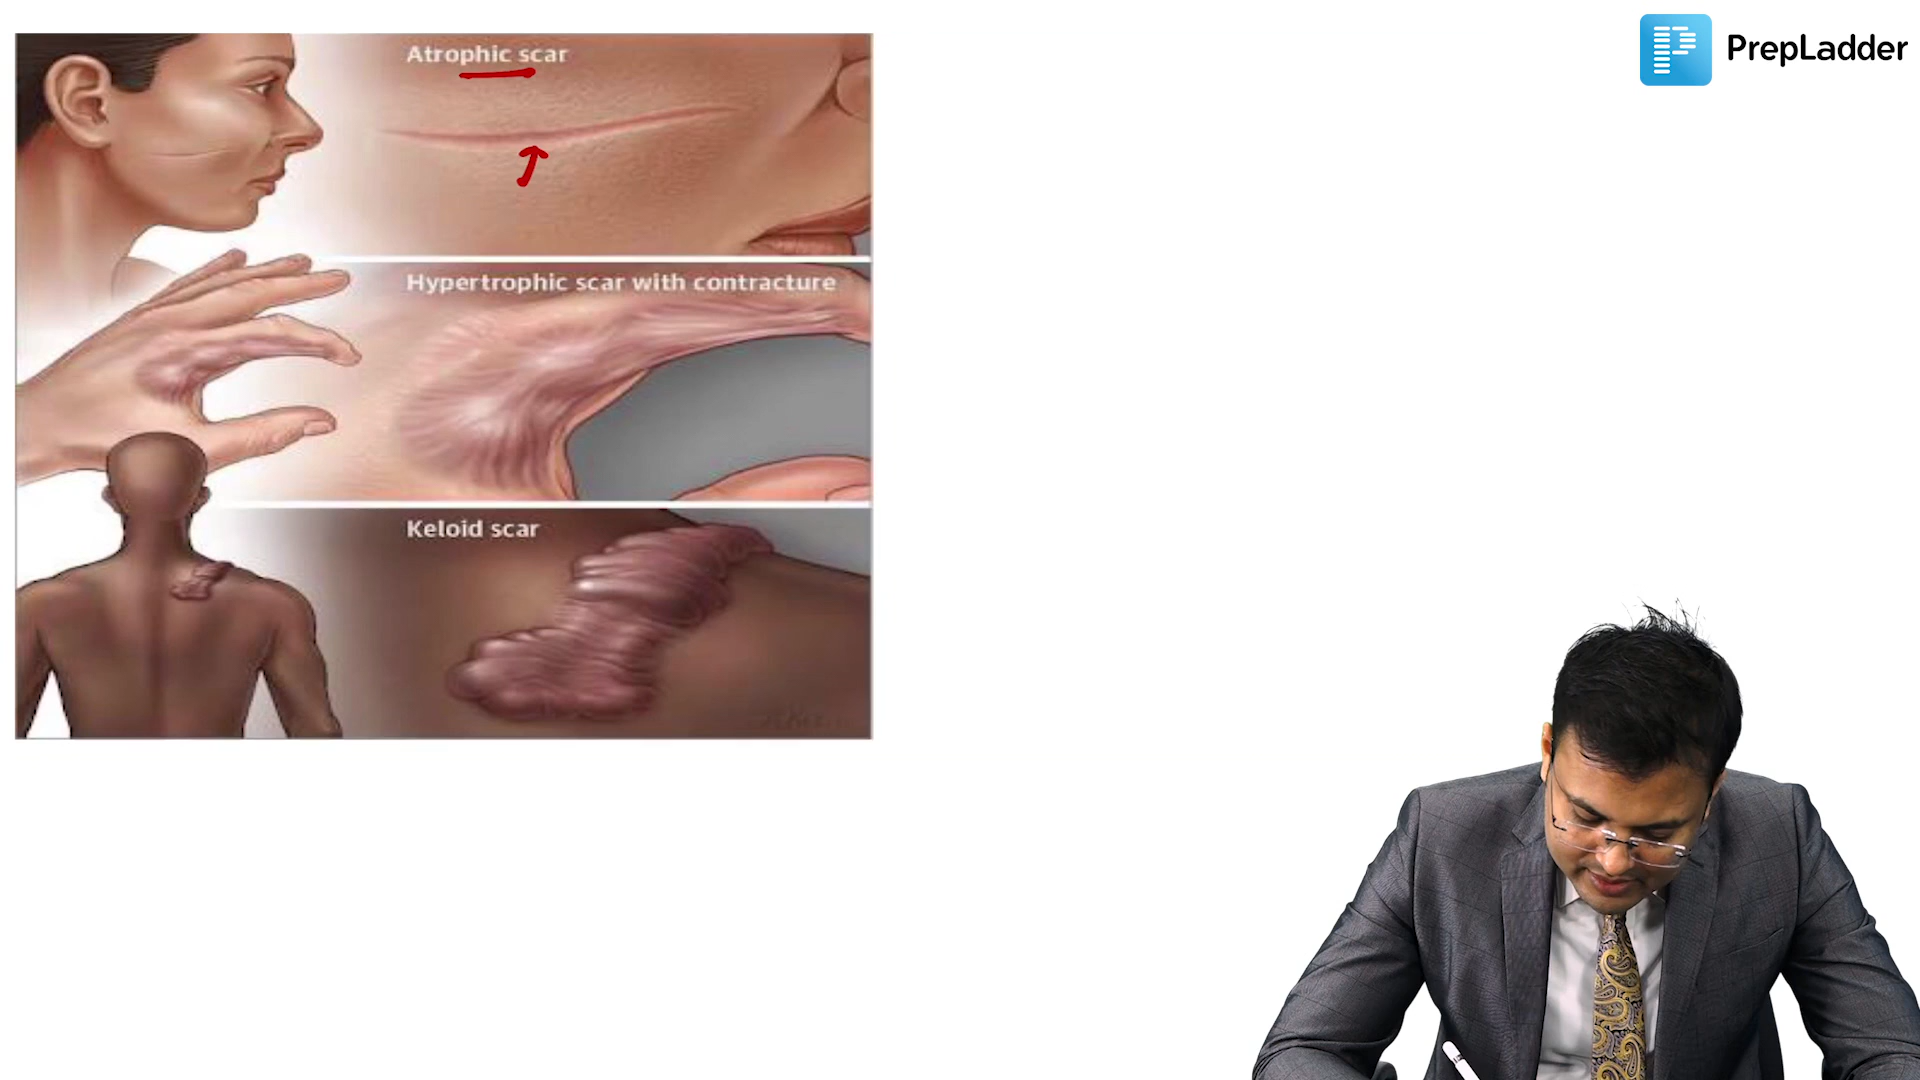 Atrophic scar
PrepLadder
Hypertrophic scar with contracture
Keloid scar